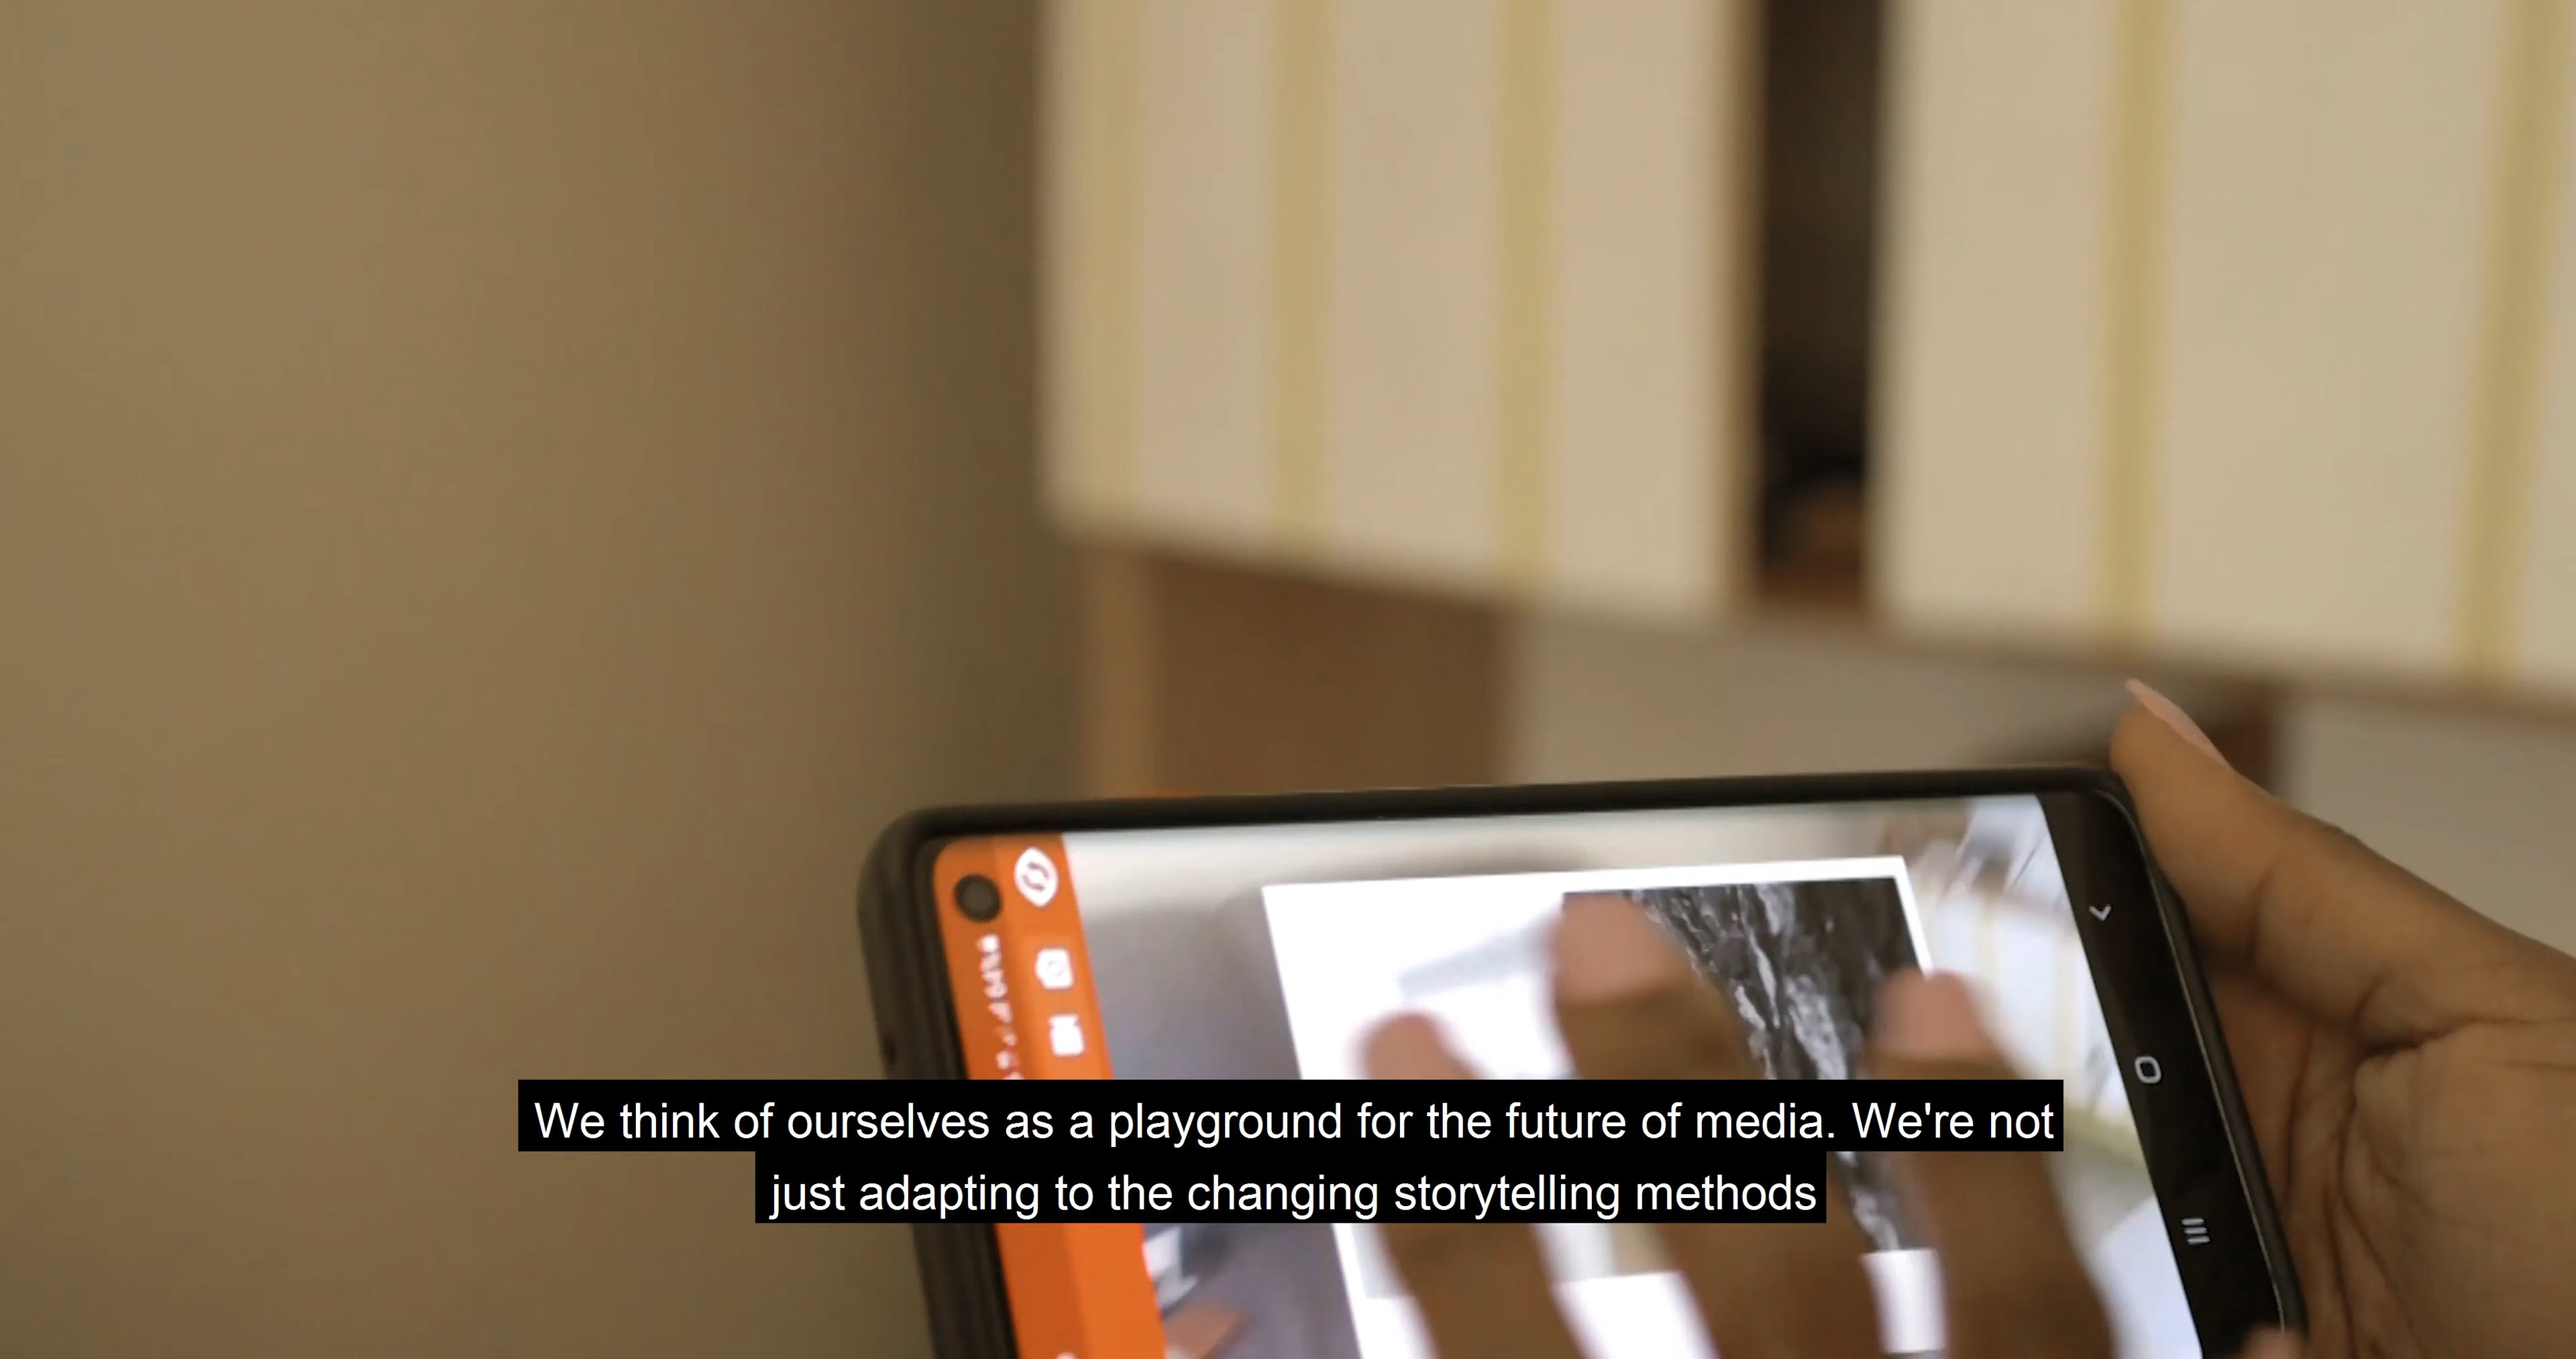 We think of ourselves as a playground for the future of media. We're not
just adapting to the changing storytelling methods